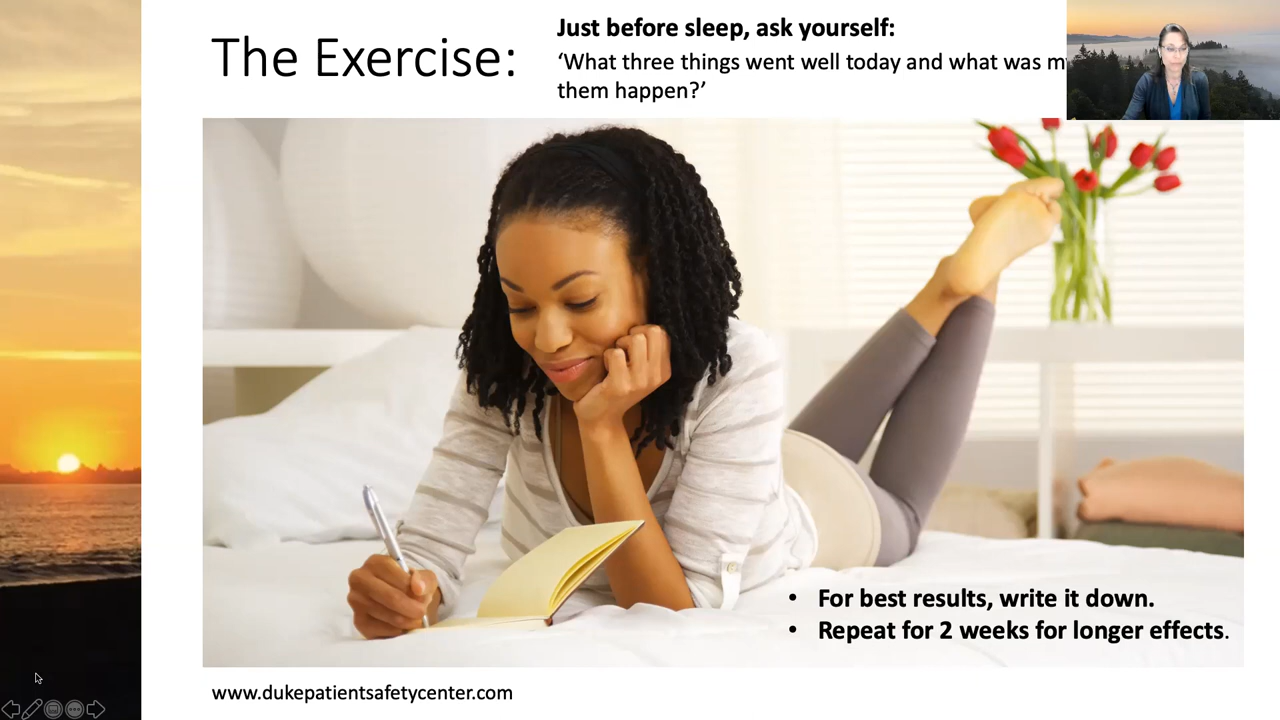 The Exercise:
Just before sleep, ask yourself:
‘What three things went well today and what was
them happen?’
• For best results, write it down.
• Repeat for 2 weeks for longer effects.
www.dukepatientsafetycenter.com